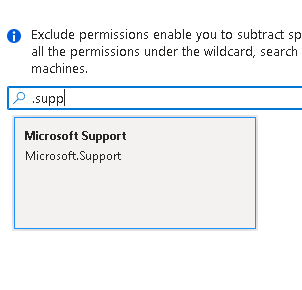 Exclude permissions enable you to subtract sp
all the permissions under the wildcard, search
machines.
.supp
Microsoft Support
Microsoft.Support